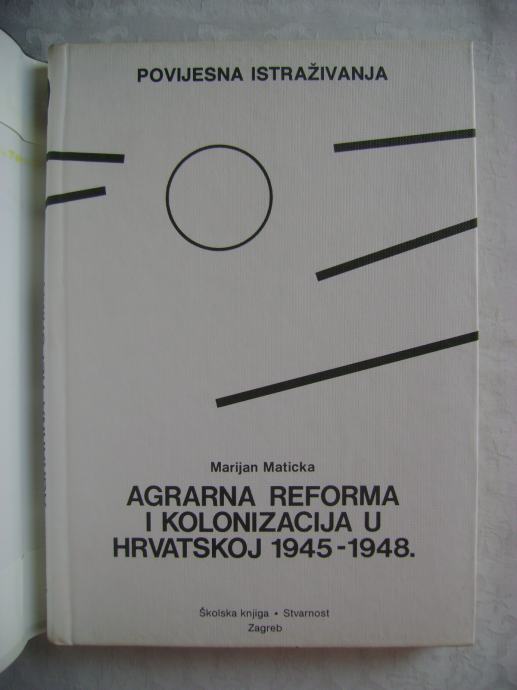 POVIJESNA ISTRAŽIVANJA
Marijan Maticka
AGRARNA REFORMA
I KOLONIZACIJA U
HRVATSKOJ 1945-1948.
Školska knjiga • Stvarnost
Zagreb